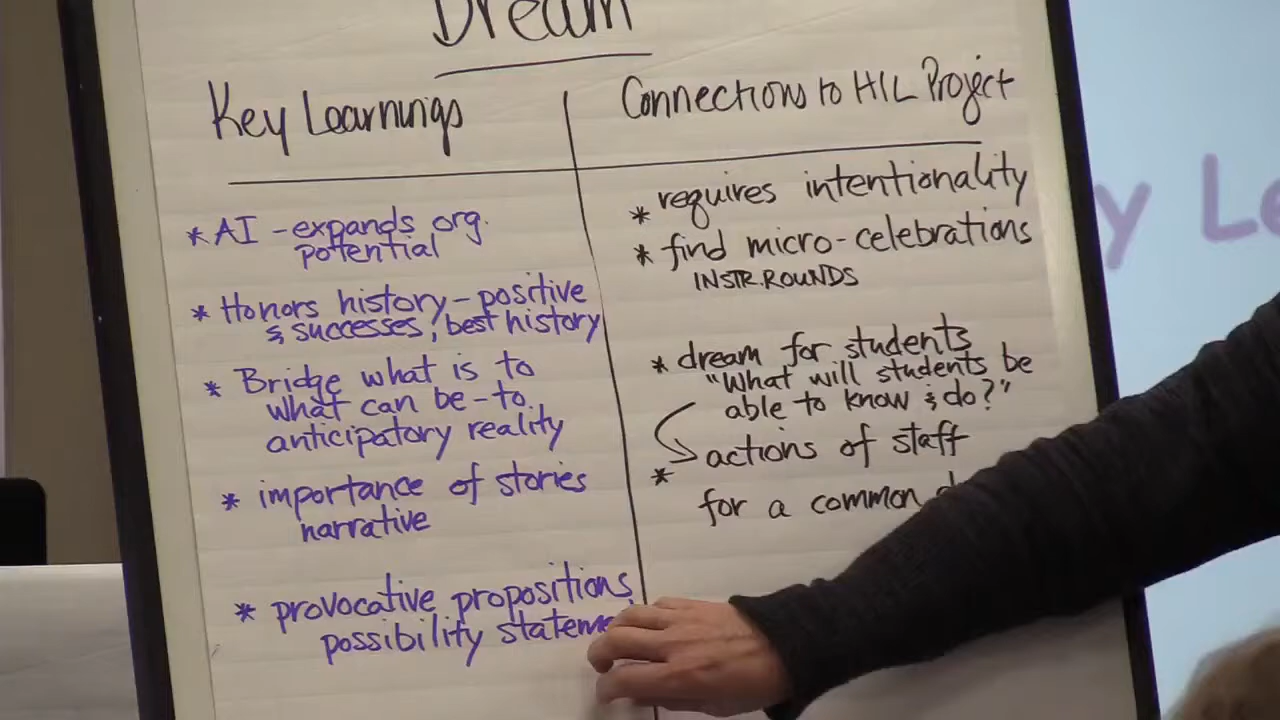 Dream
Key Learnings
Connections to HIL Project
* AI - expands org.
potential
* Honors history - positive
& successes, best history
* Bridge what is to
what can be - to
anticipatory reality
* importance of stories
narrative
* provocative propositions
possibility
* requires intentionality
* find micro-celebrations
INSTR. ROUNDS
* dream for students
"What will students be
able to know & do?"
actions of staff
*
for a common
y